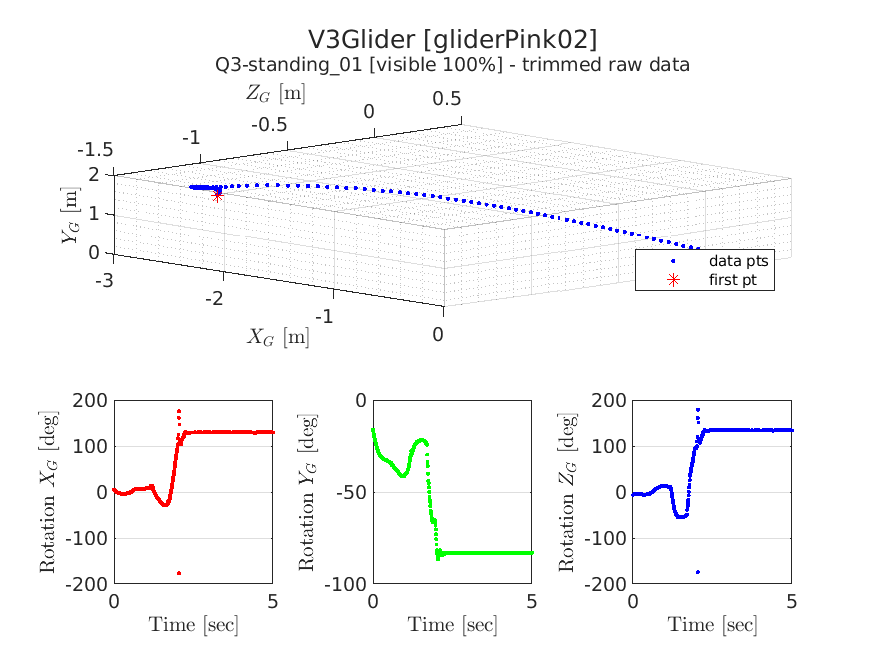 V3Glider [gliderPink02]
Q3-standing_01 [visible 100%] - trimmed raw data
Z_G [m]
-1.5 -1 -0.5 0 0.5
Y_G [m]
2
1
0
-3 -2 -1 0
X_G [m]
data pts
first pt
Rotation X_G [deg]
200
100
0
-100
-200
0 5
Time [sec]
Rotation Y_G [deg]
0
-50
-100
0 5
Time [sec]
Rotation Z_G [deg]
200
100
0
-100
-200
0 5
Time [sec]